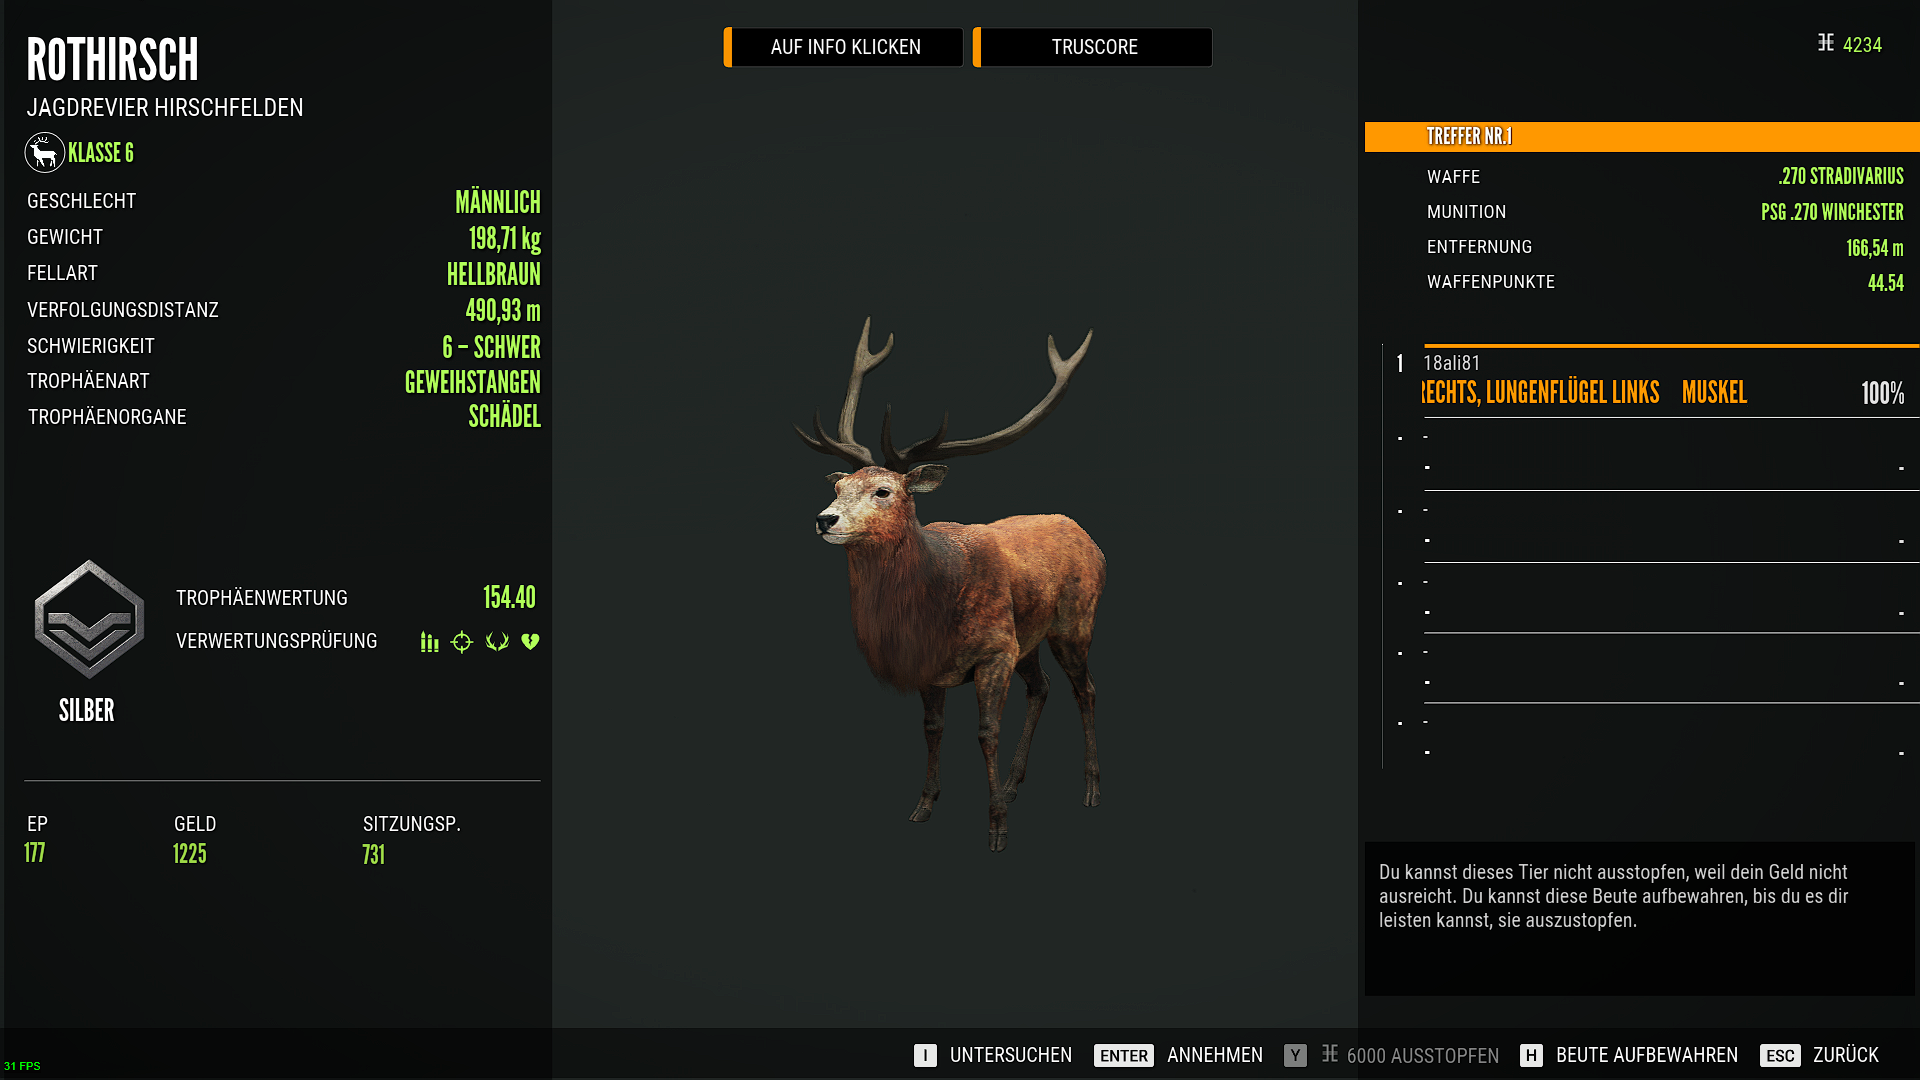 ROTHIRSCH
JAGDREVIER HIRSCHFELDEN
KLASSE 6
GESCHLECHT MÄNNLICH
GEWICHT 198,71 kg
FELLART HELLBRAUN
VERFOLGUNGSDISTANZ 490,93 m
SCHWIERIGKEIT 6 – SCHWER
TROPHÄENART GEWEIHSTANGEN
TROPHÄENORGANE SCHÄDEL
TROPHÄENWERTUNG 154.40
VERWERTUNGSPRÜFUNG
SILBER
EP GELD SITZUNGSP.
177 1225 731
AUF INFO KLICKEN TRUSCORE
4234
TREFFER NR.1
WAFFE .270 STRADIVARIUS
MUNITION PSG .270 WINCHESTER
ENTFERNUNG 166,54 m
WAFFENPUNKTE 44.54
1 18ali81
RECHTS, LUNGENFLÜGEL LINKS MUSKEL 100%
- -
- -
- -
- -
- -
- -
- -
- -
- -
- -
Du kannst dieses Tier nicht ausstopfen, weil dein Geld nicht
ausreicht. Du kannst diese Beute aufbewahren, bis du es dir
leisten kannst, sie auszustopfen.
I UNTERSUCHEN ENTER ANNEHMEN Y 6000 AUSSTOPFEN H BEUTE AUFBEWAHREN ESC ZURÜCK
31 FPS